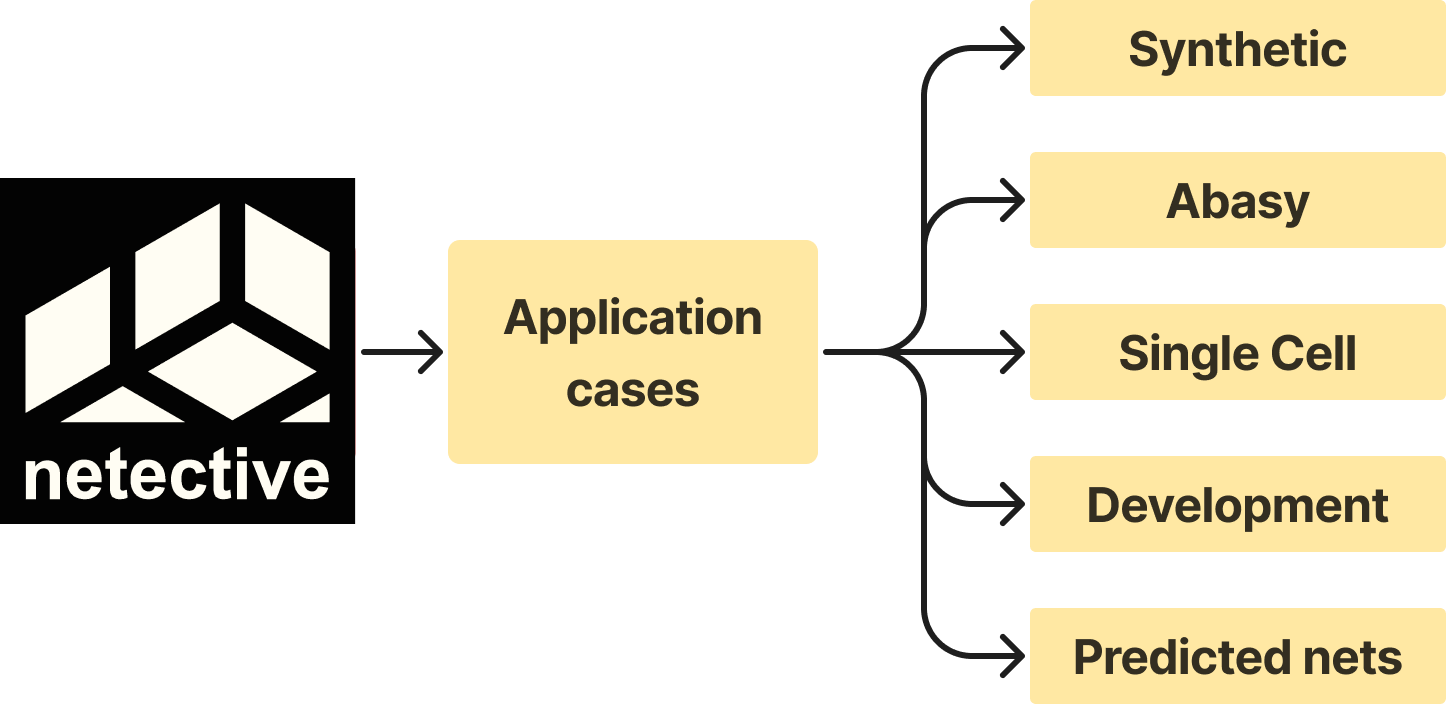 netective
Application
cases
Synthetic
Abasy
Single Cell
Development
Predicted nets